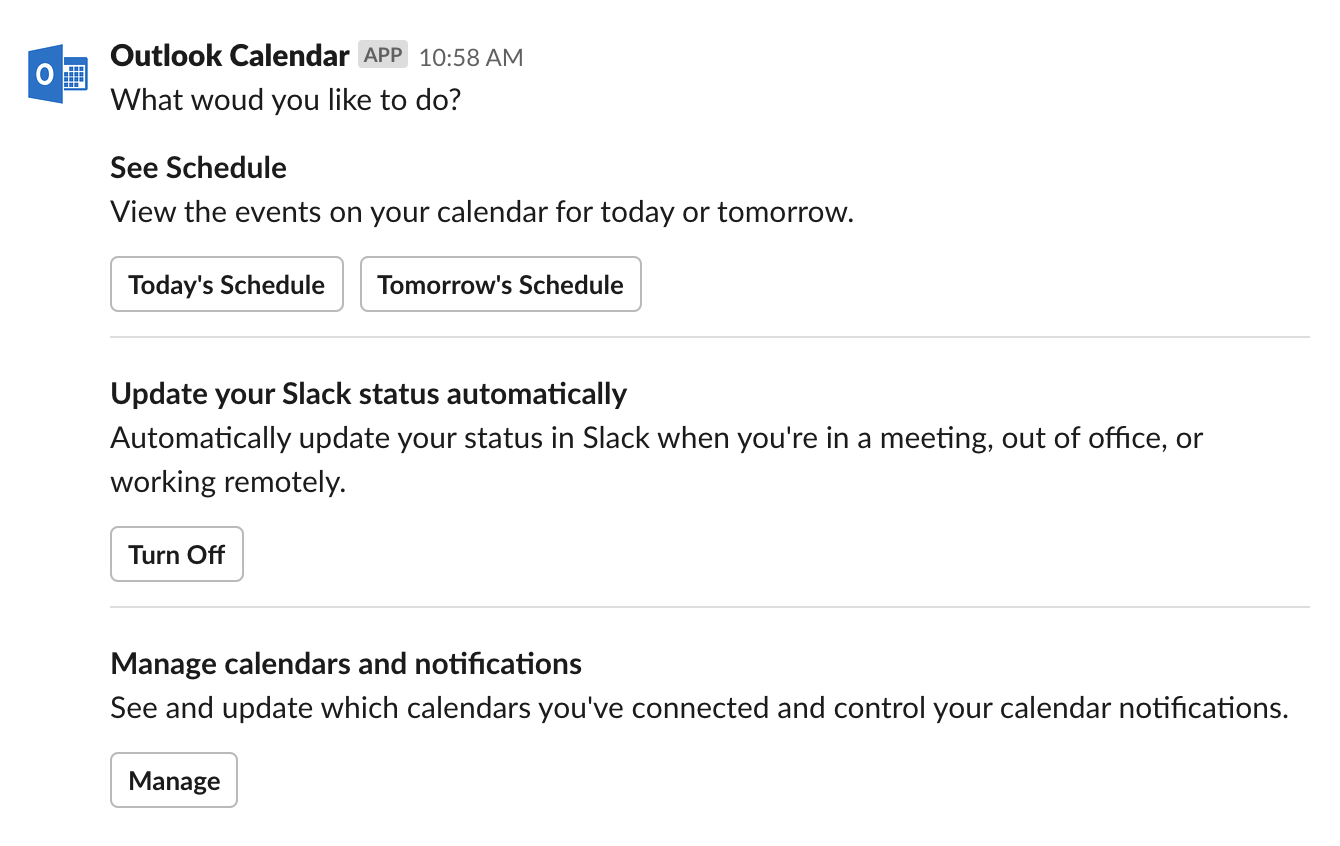 Outlook Calendar APP 10:58 AM
What woud you like to do?
See Schedule
View the events on your calendar for today or tomorrow.
Today's Schedule Tomorrow's Schedule
Update your Slack status automatically
Automatically update your status in Slack when you're in a meeting, out of office, or
working remotely.
Turn Off
Manage calendars and notifications
See and update which calendars you've connected and control your calendar notifications.
Manage